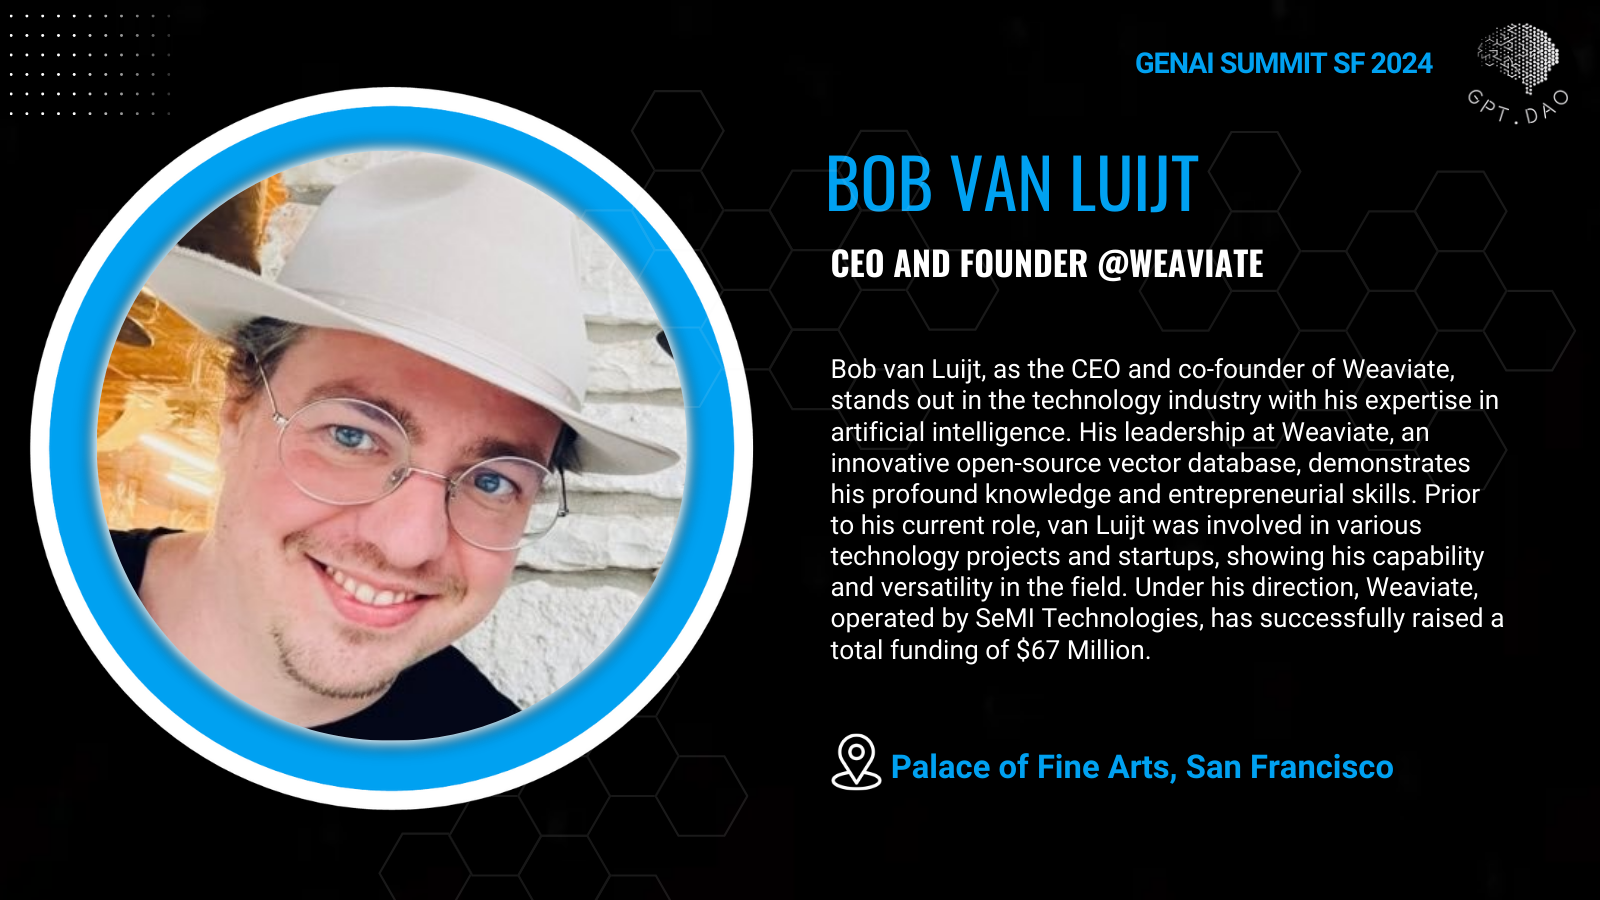 GENAI SUMMIT SF 2024
GPT.DAO
BOB VAN LUIJT
CEO AND FOUNDER @WEAVIATE
Bob van Luijt, as the CEO and co-founder of Weaviate,
stands out in the technology industry with his expertise in
artificial intelligence. His leadership at Weaviate, an
innovative open-source vector database, demonstrates
his profound knowledge and entrepreneurial skills. Prior
to his current role, van Luijt was involved in various
technology projects and startups, showing his capability
and versatility in the field. Under his direction, Weaviate,
operated by SeMI Technologies, has successfully raised a
total funding of $67 Million.
Palace of Fine Arts, San Francisco